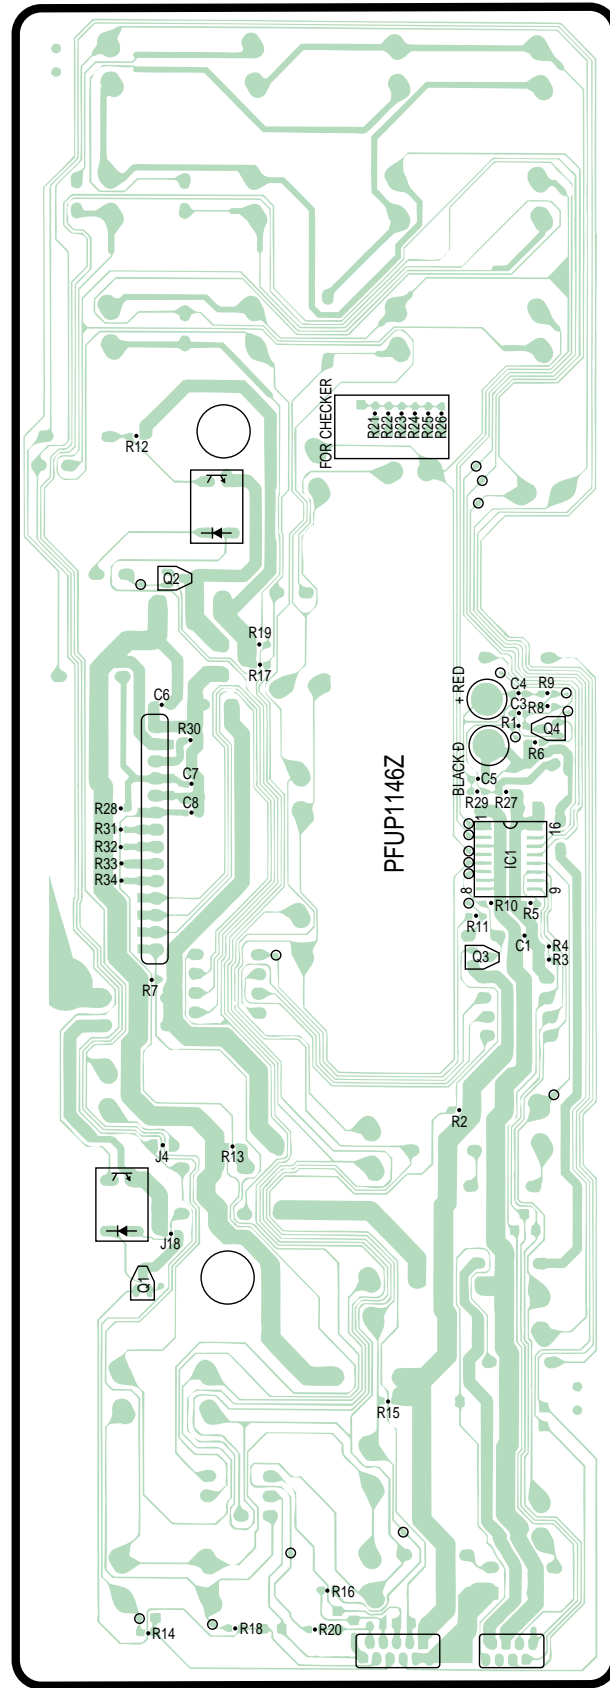 FOR CHECKER
R21
R22
R23
R24
R25
R26
R12
Q2
R19
R17
+ RED
C4
R9
C6
C3
R8
R1
Q4
R30
R6
BLACK Ð
PFUP1146Z
C7
C5
R29
R27
R28
C8
1
16
R31
R32
IC1
R33
R34
8
9
R10
R5
R11
C1
R4
Q3
R3
R7
R2
J4
R13
J18
Q1
R15
R16
R14
R18
R20